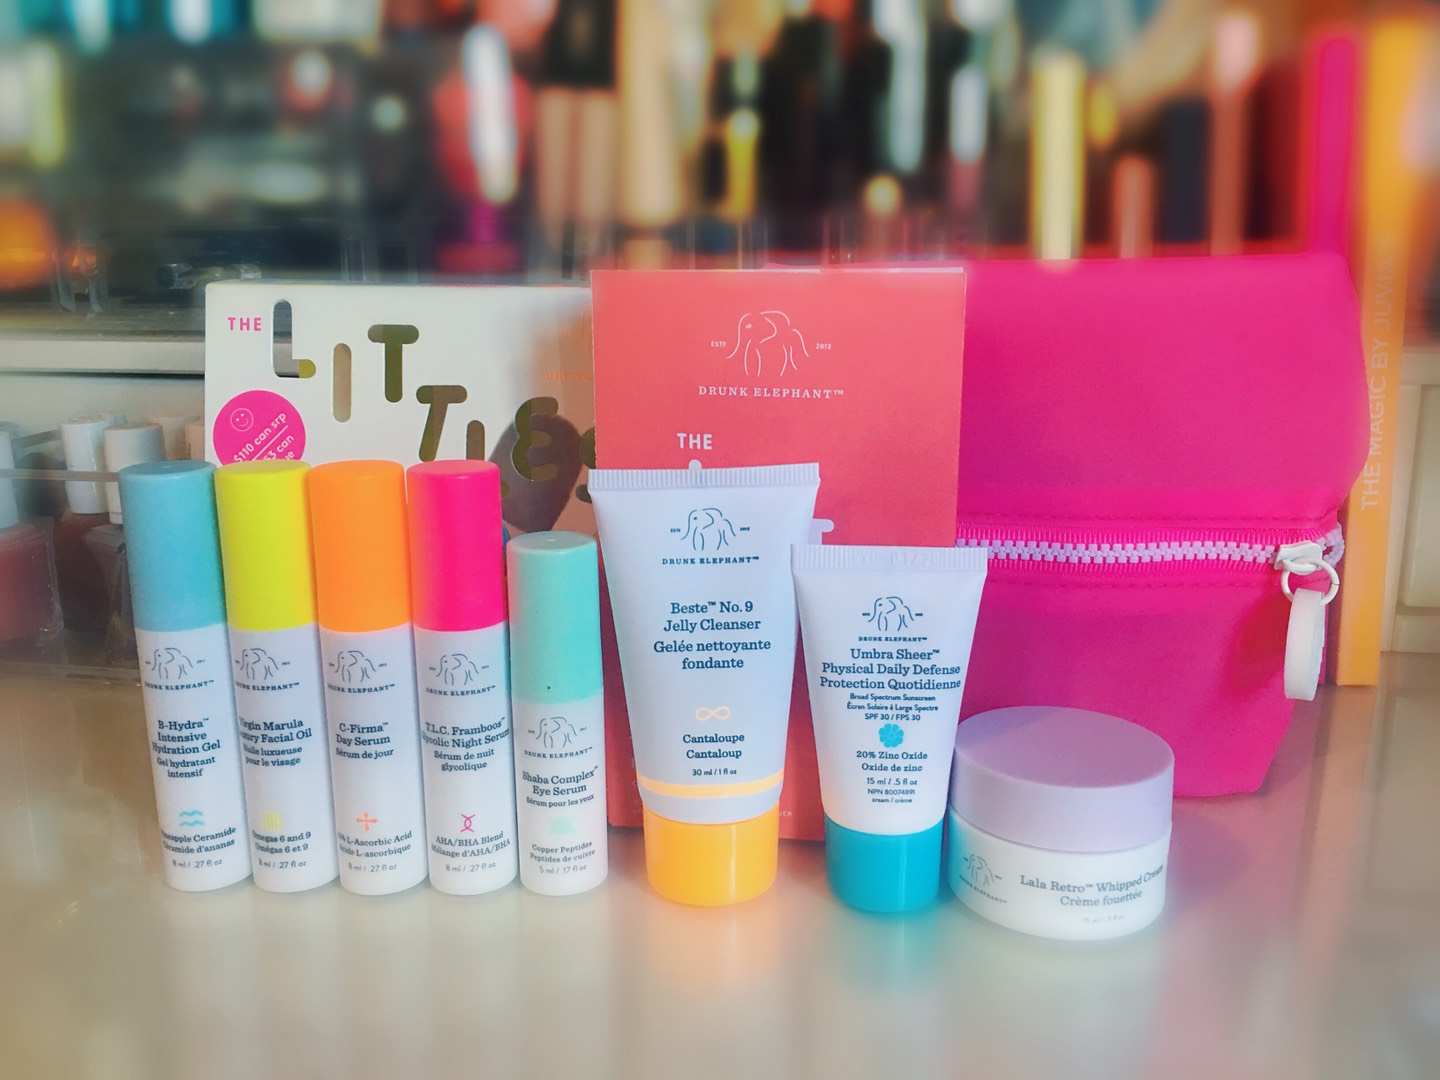 THE
LITTLES
$110 can srp
ESTD 2012
DRUNK ELEPHANT™
THE
DRUNK ELEPHANT™
B-Hydra™
Intensive
Hydration Gel
Gel hydratant
intensif
Ceramide
Céramide d'ananas
8 ml / .27 fl oz
DRUNK ELEPHANT™
Virgin Marula
Luxury Facial Oil
Huile luxueuse
pour le visage
Omegas 6 and 9
Omégas 6 et 9
8 ml / .27 fl oz
DRUNK ELEPHANT™
C-Firma™
Day Serum
Sérum de jour
L-Ascorbic Acid
Acide L-ascorbique
8 ml / .27 fl oz
DRUNK ELEPHANT™
T.L.C. Framboos™
Glycolic Night Serum
Sérum de nuit
glycolique
AHA/BHA Blend
Mélange d'AHA/BHA
8 ml / .27 fl oz
DRUNK ELEPHANT™
Shaba Complex™
Eye Serum
Sérum pour les yeux
Copper Peptides
Peptides de cuivre
5 ml / .17 fl oz
DRUNK ELEPHANT™
Beste™ No. 9
Jelly Cleanser
Gelée nettoyante
fondante
Cantaloupe
Cantaloup
30 ml / 1 fl oz
DRUNK ELEPHANT™
Umbra Sheer™
Physical Daily Defense
Protection Quotidienne
Broad Spectrum Sunscreen
Écran Solaire à Large Spectre
SPF 30 / FPS 30
20% Zinc Oxide
Oxide de zinc
15 ml / .5 fl oz
NPN 80074891
cream / crème
DRUNK ELEPHANT™
Lala Retro™ Whipped Cream
Crème fouettée
THE MAGIC BY